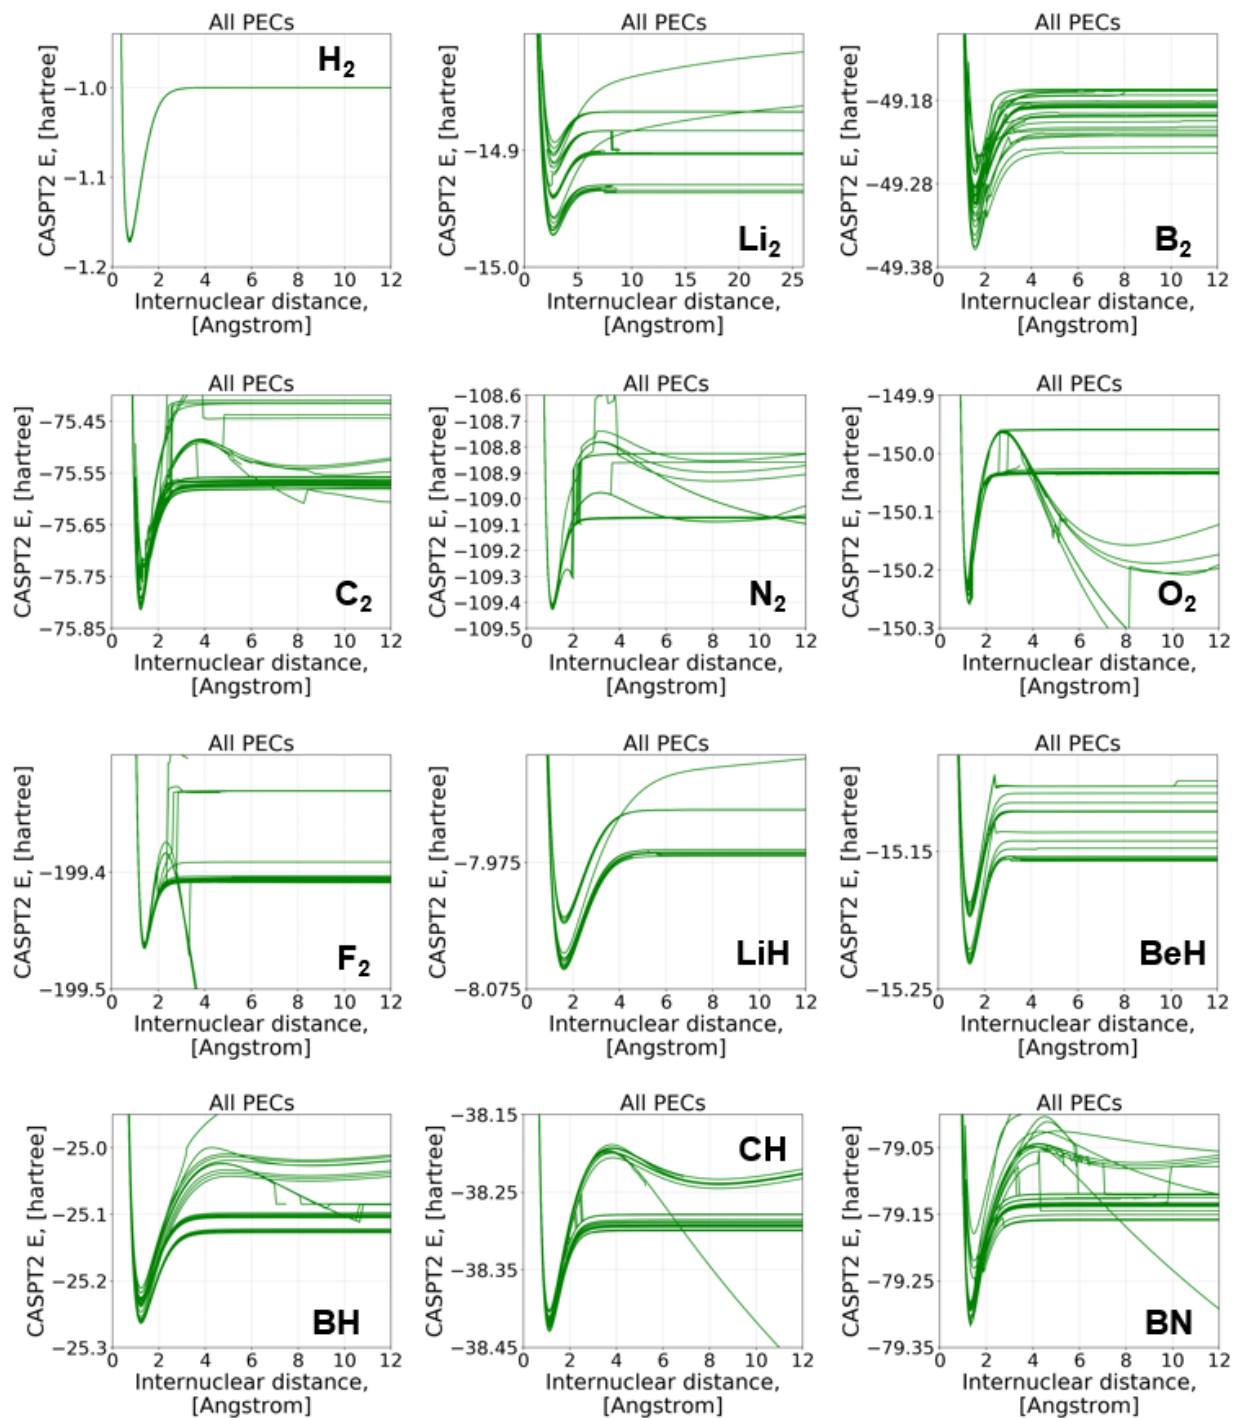 All PECs
CASPT2 E, [hartree]
−1.0
−1.1
−1.2
0 2 4 6 8 10 12
Internuclear distance,
[Angstrom]
H₂
All PECs
CASPT2 E, [hartree]
−14.9
−15.0
0 5 10 15 20 25
Internuclear distance,
[Angstrom]
Li₂
All PECs
CASPT2 E, [hartree]
−49.18
−49.28
−49.38
0 2 4 6 8 10 12
Internuclear distance,
[Angstrom]
B₂
All PECs
CASPT2 E, [hartree]
−75.45
−75.55
−75.65
−75.75
−75.85
0 2 4 6 8 10 12
Internuclear distance,
[Angstrom]
C₂
All PECs
CASPT2 E, [hartree]
−108.6
−108.7
−108.8
−108.9
−109.0
−109.1
−109.2
−109.3
−109.4
−109.5
0 2 4 6 8 10 12
Internuclear distance,
[Angstrom]
N₂
All PECs
CASPT2 E, [hartree]
−149.9
−150.0
−150.1
−150.2
−150.3
0 2 4 6 8 10 12
Internuclear distance,
[Angstrom]
O₂
All PECs
CASPT2 E, [hartree]
−199.4
−199.5
0 2 4 6 8 10 12
Internuclear distance,
[Angstrom]
F₂
All PECs
CASPT2 E, [hartree]
−7.975
−8.075
0 2 4 6 8 10 12
Internuclear distance,
[Angstrom]
LiH
All PECs
CASPT2 E, [hartree]
−15.15
−15.25
0 2 4 6 8 10 12
Internuclear distance,
[Angstrom]
BeH
All PECs
CASPT2 E, [hartree]
−25.0
−25.1
−25.2
−25.3
0 2 4 6 8 10 12
Internuclear distance,
[Angstrom]
BH
All PECs
CASPT2 E, [hartree]
−38.15
−38.25
−38.35
−38.45
0 2 4 6 8 10 12
Internuclear distance,
[Angstrom]
CH
All PECs
CASPT2 E, [hartree]
−79.05
−79.15
−79.25
−79.35
0 2 4 6 8 10 12
Internuclear distance,
[Angstrom]
BN